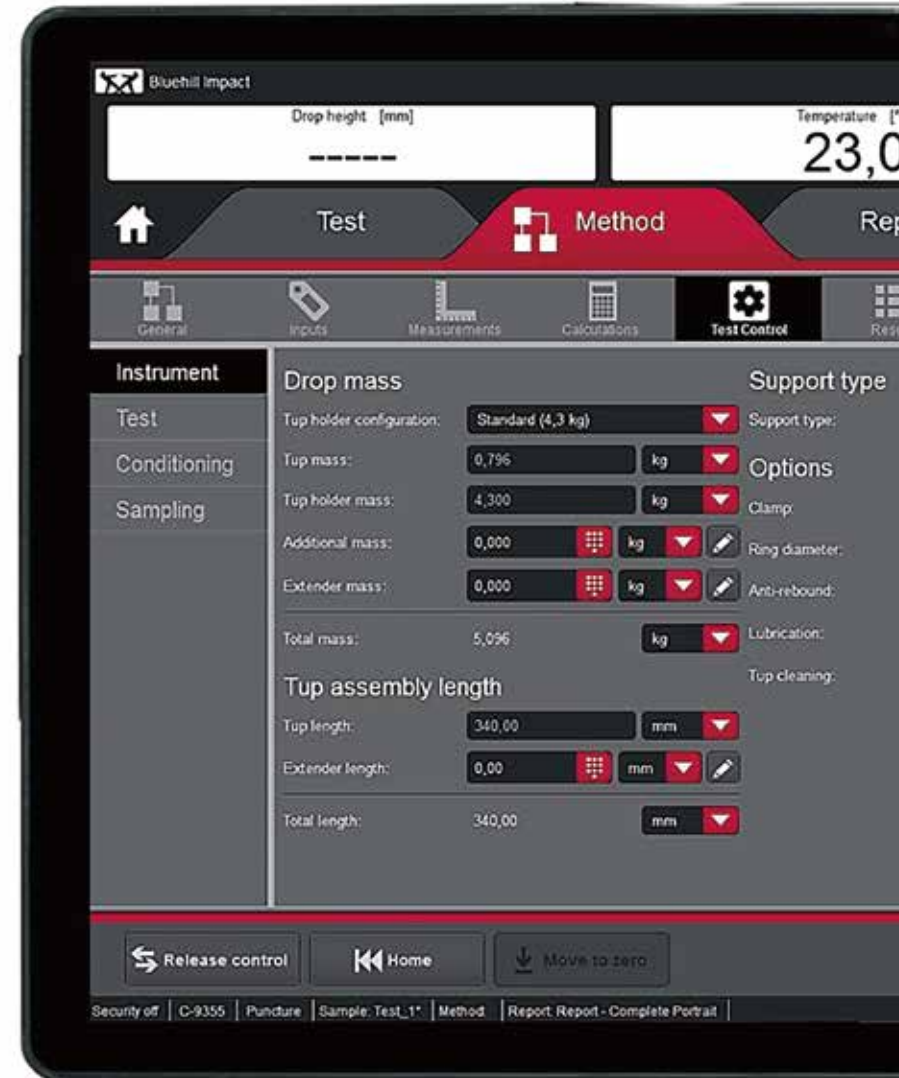 Bluehill Impact
Drop height [mm]
-----
Temperature [°
23,0
Test
Method
Rep
General
Inputs
Measurements
Calculations
Test Control
Res
Instrument
Test
Conditioning
Sampling
Drop mass
Tup holder configuration: Standard (4,3 kg)
Tup mass: 0,796 kg
Tup holder mass: 4,300 kg
Additional mass: 0,000 kg
Extender mass: 0,000 kg
Total mass: 5,096 kg
Tup assembly length
Tup length: 340,00 mm
Extender length: 0,00 mm
Total length: 340,00 mm
Support type
Support type:
Options
Clamp:
Ring diameter:
Anti-rebound:
Lubrication:
Tup cleaning:
Release control
Home
Move to zero
Security off C-9355 Puncture Sample: Test_1* Method Report: Report - Complete Portrait